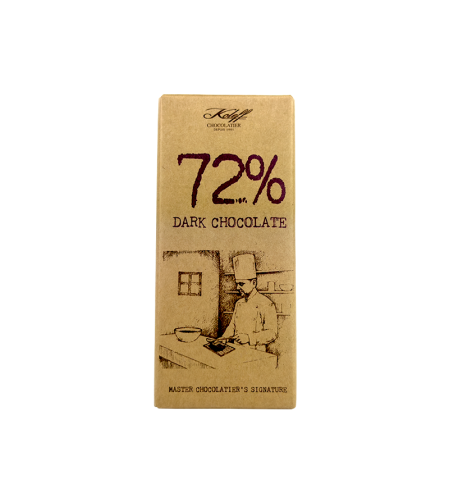 CHOCOLATIER
72%
DARK CHOCOLATE
MASTER CHOCOLATIER'S SIGNATURE